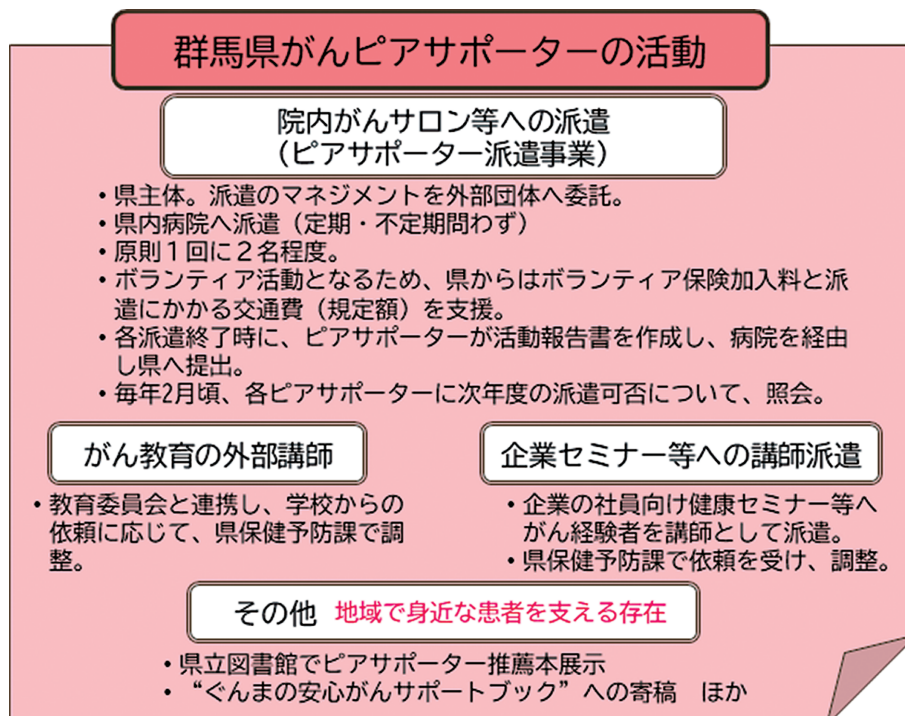 群馬県がんピアサポーターの活動
院内がんサロン等への派遣
（ピアサポーター派遣事業）
・県主体。派遣のマネジメントを外部団体へ委託。
・県内病院へ派遣（定期・不定期問わず）
・原則１回に２名程度。
・ボランティア活動となるため、県からはボランティア保険加入料と派
遣にかかる交通費（規定額）を支援。
・各派遣終了時に、ピアサポーターが活動報告書を作成し、病院を経由
し県へ提出。
・毎年2月頃、各ピアサポーターに次年度の派遣可否について、照会。
がん教育の外部講師
・教育委員会と連携し、学校からの
依頼に応じて、県保健予防課で調
整。
企業セミナー等への講師派遣
・企業の社員向け健康セミナー等へ
がん経験者を講師として派遣。
・県保健予防課で依頼を受け、調整。
その他 地域で身近な患者を支える存在
・県立図書館でピアサポーター推薦本展示
・“ぐんまの安心がんサポートブック”への寄稿　ほか